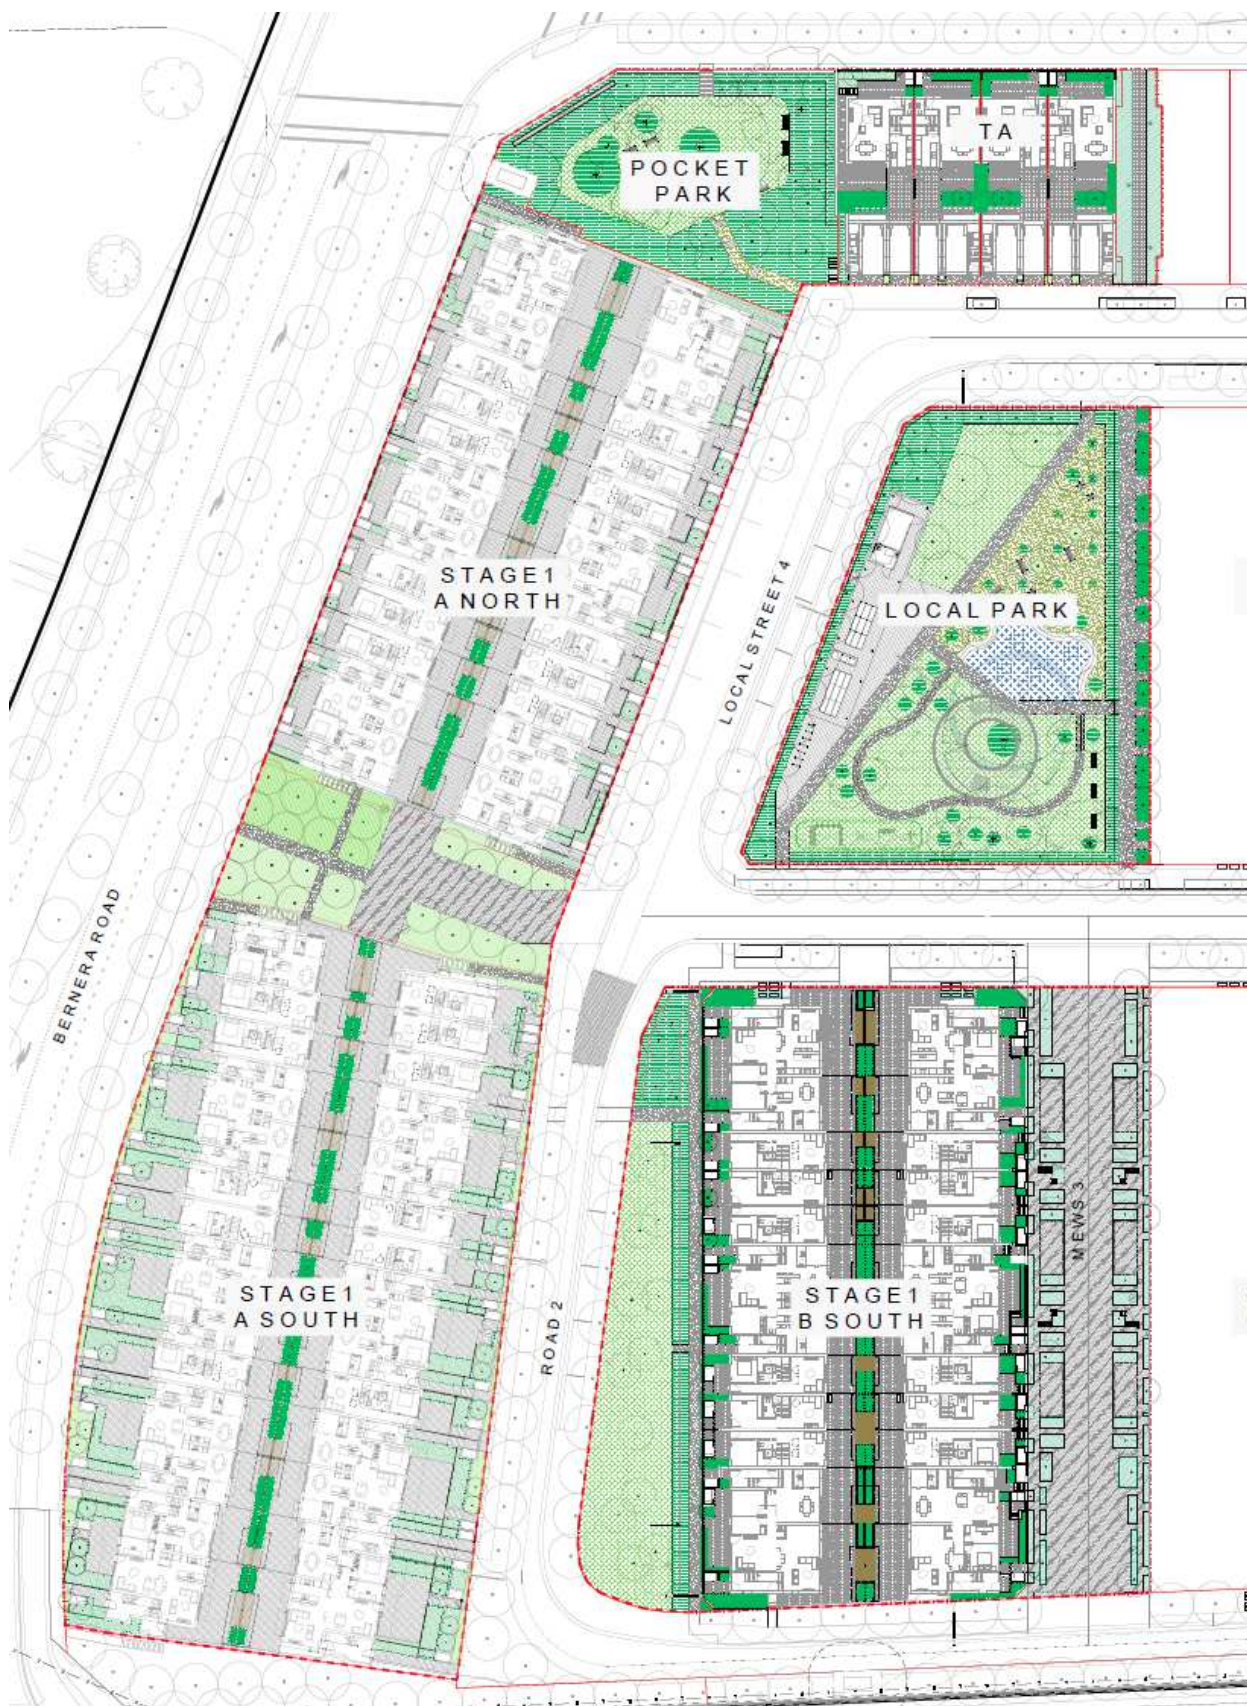 TA
POCKET
PARK
STAGE1
A NORTH
LOCAL STREET 4
LOCAL PARK
BERNERA ROAD
MEWS 3
STAGE1
A SOUTH
STAGE1
B SOUTH
ROAD 2